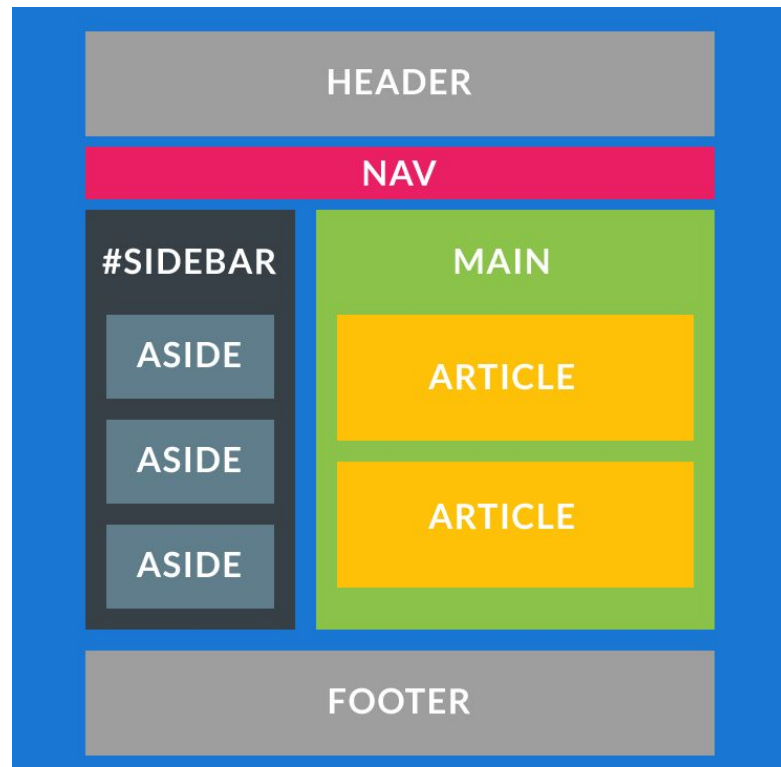 HEADER
NAV
#SIDEBAR
ASIDE
ASIDE
ASIDE
MAIN
ARTICLE
ARTICLE
FOOTER